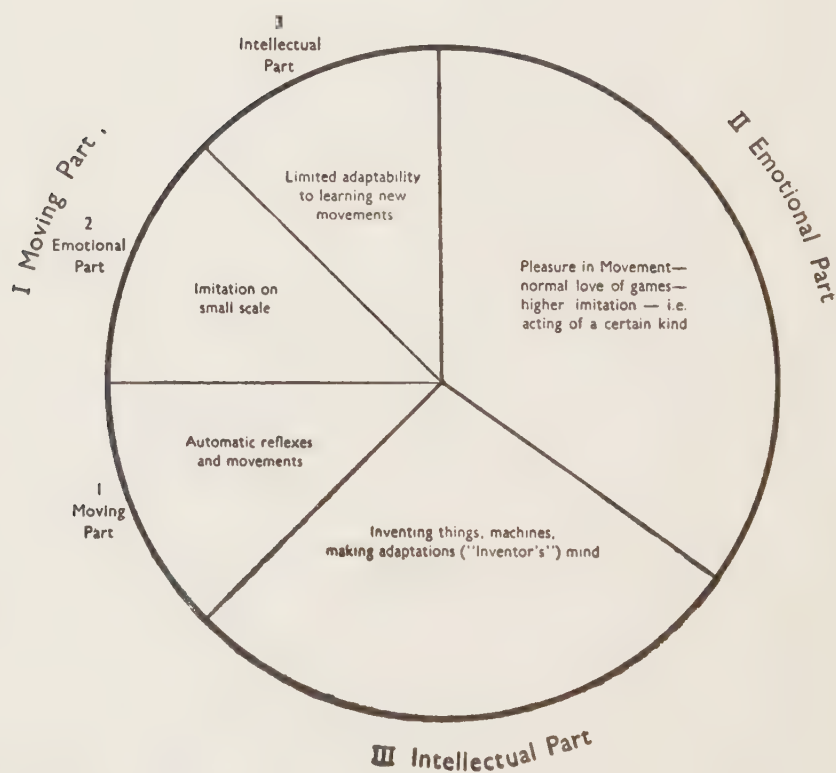 3
Intellectual
Part
I Moving Part.
2
Emotional
Part
1
Moving
Part
Limited adaptability
to learning new
movements
Imitation on
small scale
Automatic reflexes
and movements
II Emotional Part
Pleasure in Movement—
normal love of games—
higher imitation — i.e.
acting of a certain kind
Inventing things, machines,
making adaptations ("Inventor's") mind
III Intellectual Part